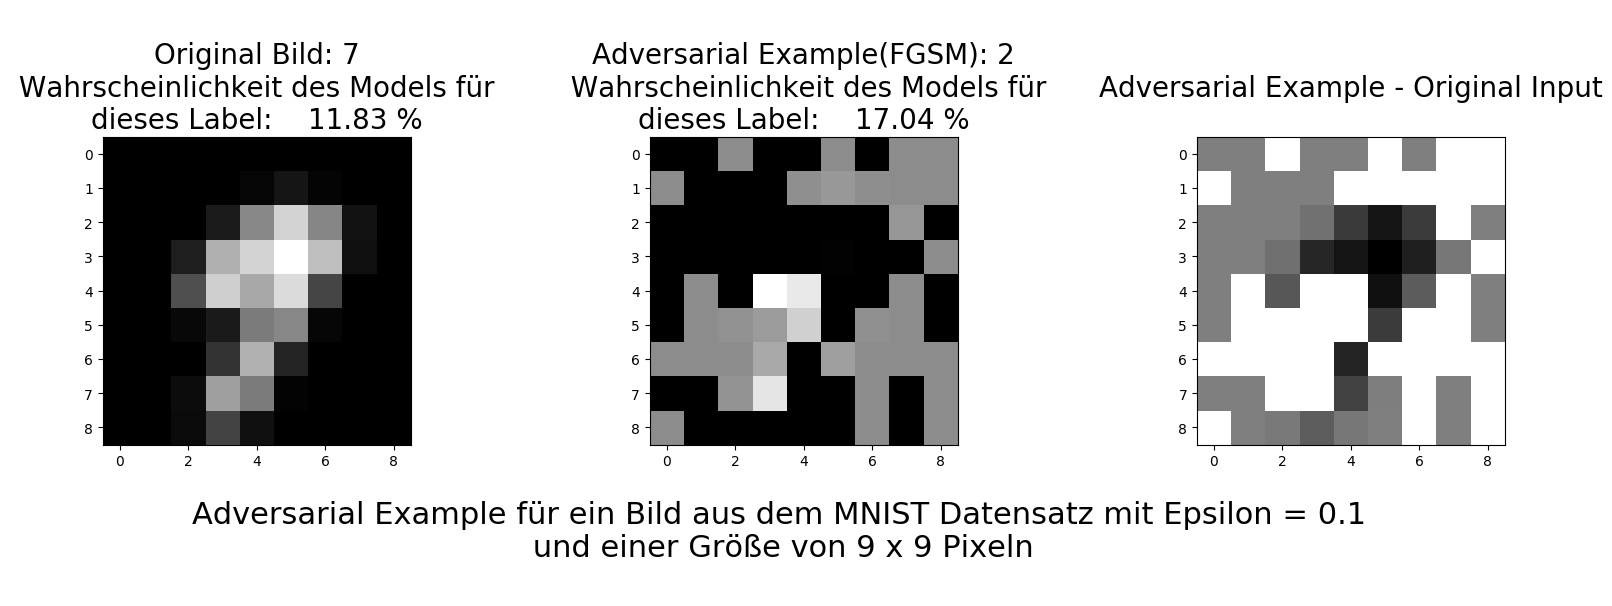 Original Bild: 7
Wahrscheinlichkeit des Models für
dieses Label: 11.83 %
Adversarial Example(FGSM): 2
Wahrscheinlichkeit des Models für
dieses Label: 17.04 %
Adversarial Example - Original Input
0
1
2
3
4
5
6
7
8
0 2 4 6 8
0
1
2
3
4
5
6
7
8
0 2 4 6 8
0
1
2
3
4
5
6
7
8
0 2 4 6 8
Adversarial Example für ein Bild aus dem MNIST Datensatz mit Epsilon = 0.1
und einer Größe von 9 x 9 Pixeln